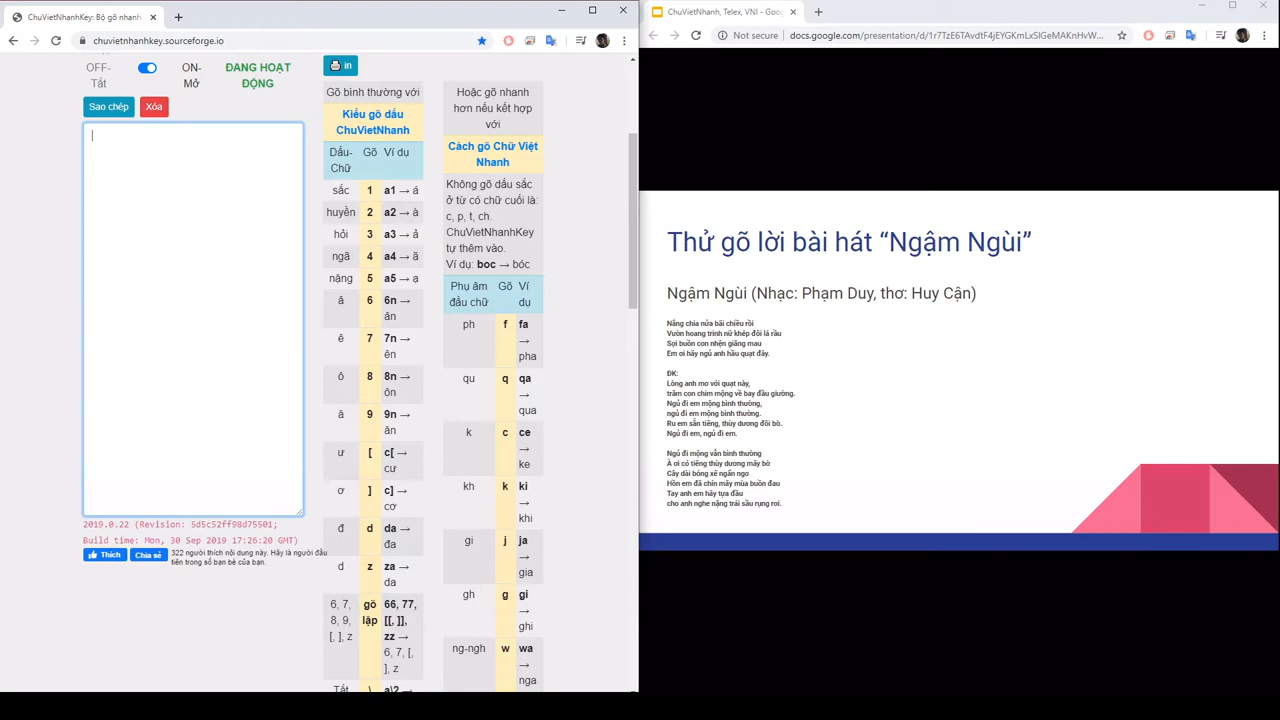 ChuVietNhanhKey: Bộ gõ nhanh
chuvietnhanhkey.sourceforge.io
OFF-
Tắt
ON-
Mở
ĐANG HOẠT
ĐỘNG
Sao chép
Xóa
2019.0.22 (Revision: 5d5c52ff98d75501;
Build time: Mon, 30 Sep 2019 17:26:20 GMT)
Thích
Chia sẻ
322 người thích nội dung này. Hãy là người đầu
tiên trong số bạn bè của bạn.
in
Gõ bình thường với
Kiểu gõ dấu
ChuVietNhanh
Dấu-
Chữ
Gõ
Ví dụ
sắc 1 a1 → á
huyền 2 a2 → à
hỏi 3 a3 → ả
ngã 4 a4 → ã
nặng 5 a5 → ạ
â 6 6n →
ân
ê 7 7n →
ên
ô 8 8n →
ôn
ă 9 9n →
ăn
ư [ c[ →
cư
ơ ] c] →
cơ
đ d da →
đa
d z za →
da
6, 7,
8, 9,
[, ], z
gõ
lặp
66, 77,
[[, ]],
zz →
6, 7, [,
], z
Tắt \ a\2 →
Hoặc gõ nhanh
hơn nếu kết hợp
với
Cách gõ Chữ Việt
Nhanh
Không gõ dấu sắc
ở từ có chữ cuối là:
c, p, t, ch.
ChuVietNhanhKey
tự thêm vào.
Ví dụ: boc → bóc
Phụ âm
đầu chữ
Gõ
Ví
dụ
ph f fa
→
pha
qu q qa
→
qua
k c ce
→
ke
kh k ki
→
khi
gi j ja
→
gia
gh g gi
→
ghi
ng-ngh w wa
→
nga
ChuVietNhanh, Telex, VNI - Goo
Not secure
docs.google.com/presentation/d/1r7TzE6TAvdtF4jEYGKmLxSIGeMAKnHvW...
Thử gõ lời bài hát “Ngậm Ngùi”
Ngậm Ngùi (Nhạc: Phạm Duy, thơ: Huy Cận)
Nắng chia nửa bãi chiều rồi
Vườn hoang trinh nữ khép đôi lá rầu
Sợi buồn con nhện giăng mau
Em ơi hãy ngủ anh hầu quạt đây.
ĐK:
Lòng anh mở với quạt này,
trăm con chim mộng về bay đầu giường.
Ngủ đi em mộng bình thường,
ngủ đi em mộng bình thường.
Ru em sẵn tiếng, thùy dương đôi bờ.
Ngủ đi em, ngủ đi em.
Ngủ đi mộng vẫn bình thường
À ơi có tiếng thùy dương mấy bờ
Cây dài bóng xế ngẩn ngơ
Hồn em đã chín mấy mùa buồn đau
Tay anh em hãy tựa đầu
cho anh nghe nặng trái sầu rụng rơi.